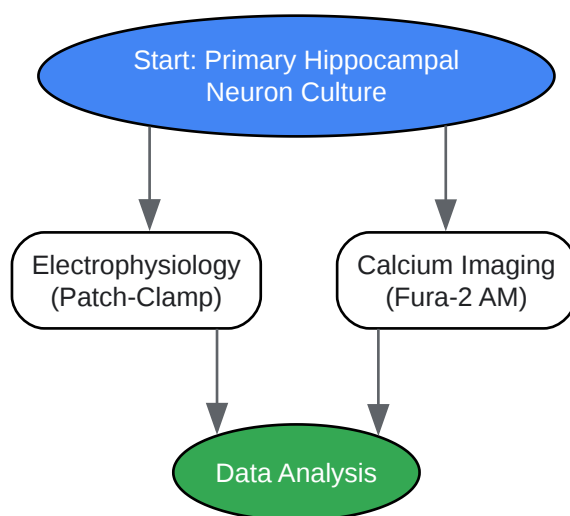 Start: Primary Hippocampal
Neuron Culture
Electrophysiology
(Patch-Clamp)
Calcium Imaging
(Fura-2 AM)
Data Analysis